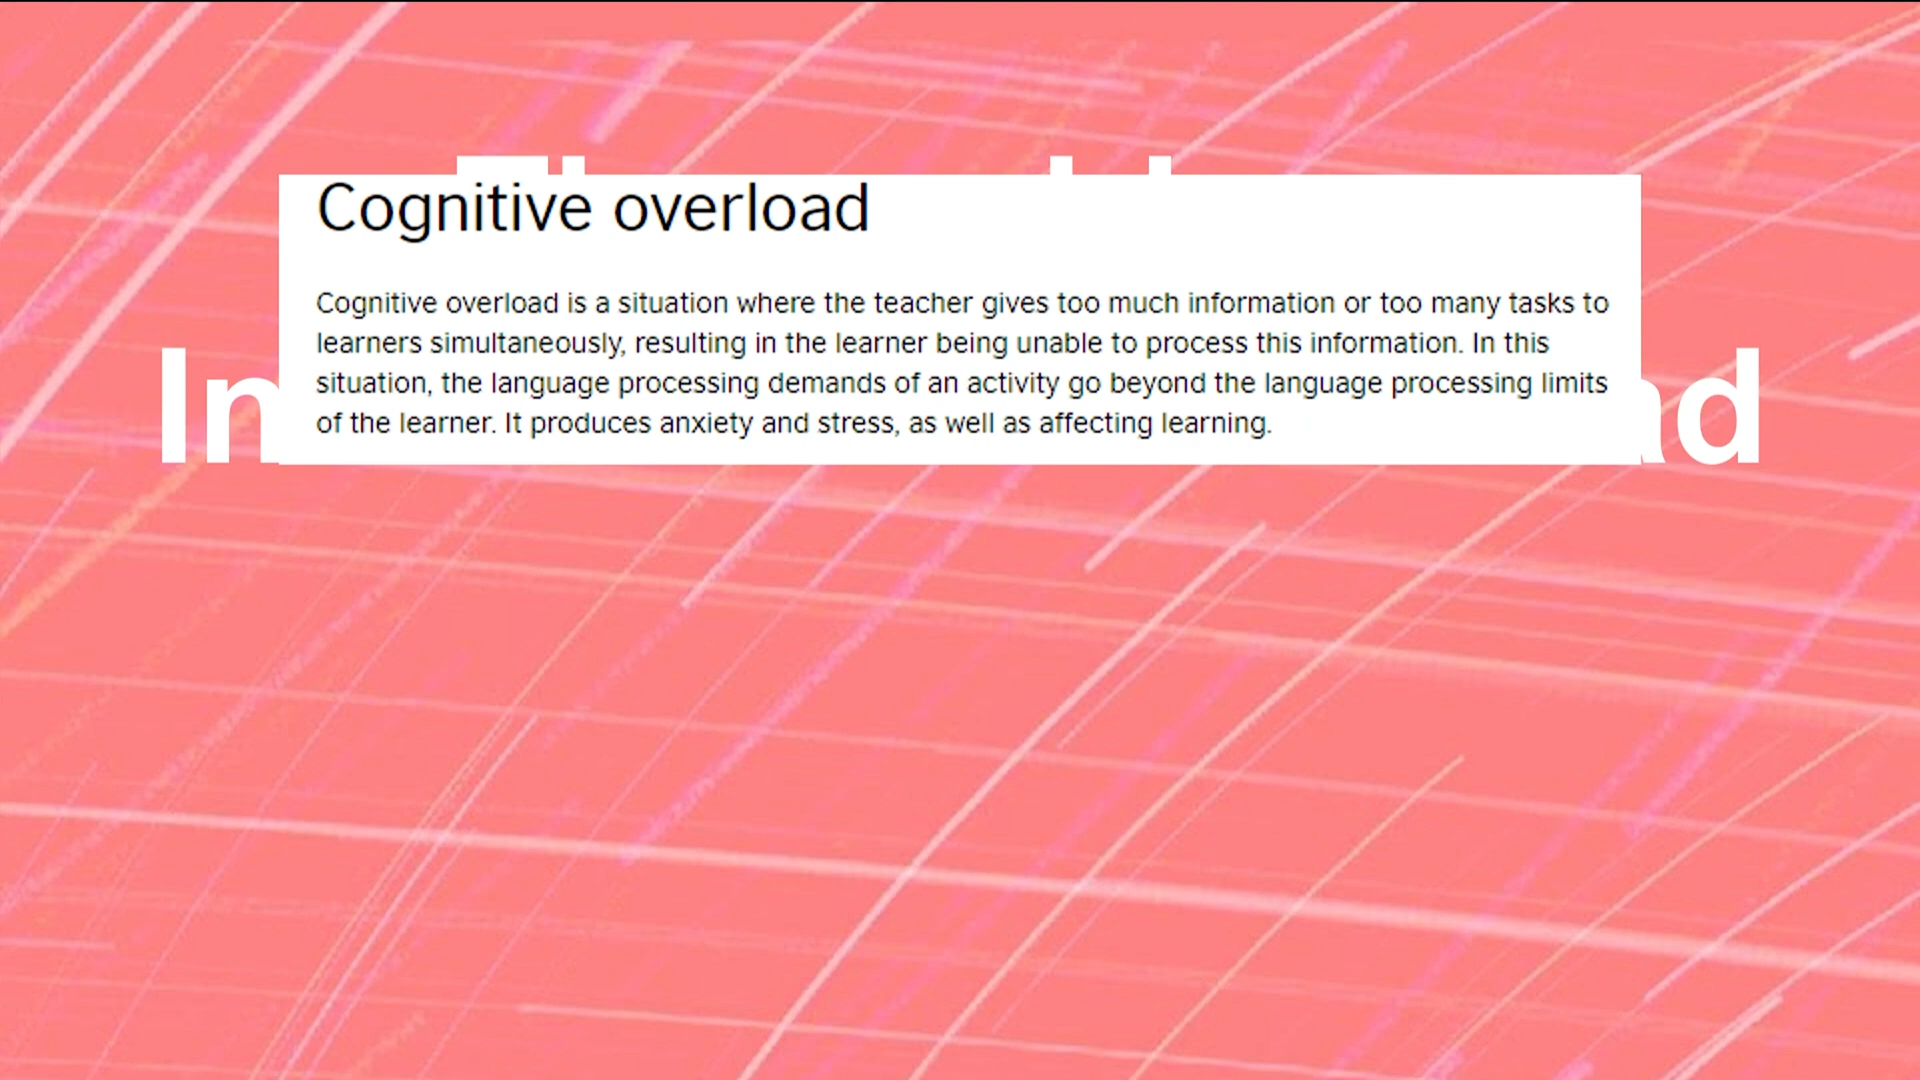 Cognitive overload
Cognitive overload is a situation where the teacher gives too much information or too many tasks to
learners simultaneously, resulting in the learner being unable to process this information. In this
situation, the language processing demands of an activity go beyond the language processing limits
of the learner. It produces anxiety and stress, as well as affecting learning.